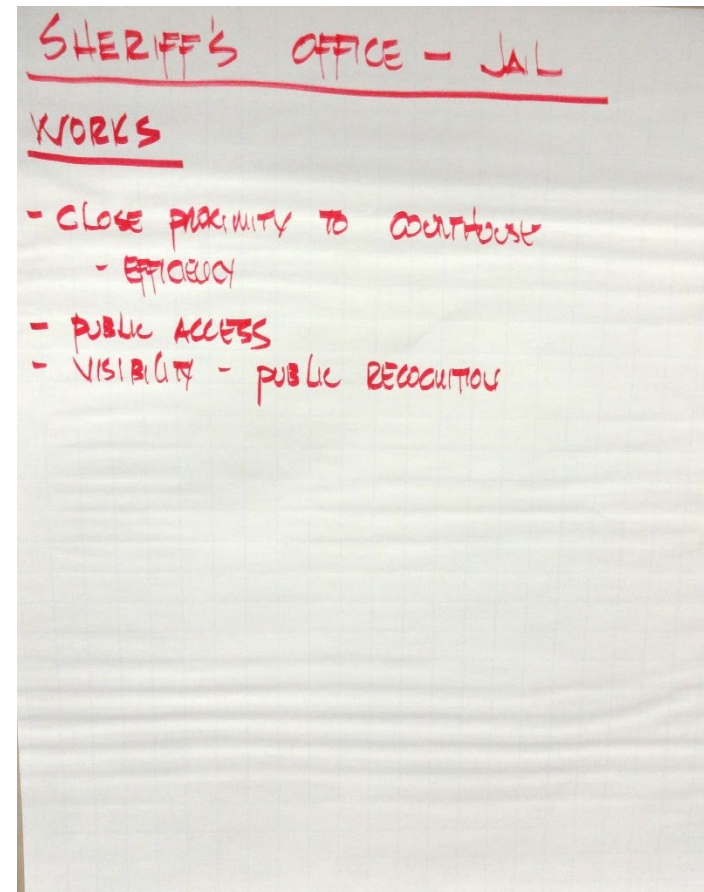 SHERIFF'S OFFICE - JAIL
WORKS
- CLOSE PROXIMITY TO COURTHOUSE
- EFFICIENCY
- PUBLIC ACCESS
- VISIBILITY - PUBLIC RECOGNITION